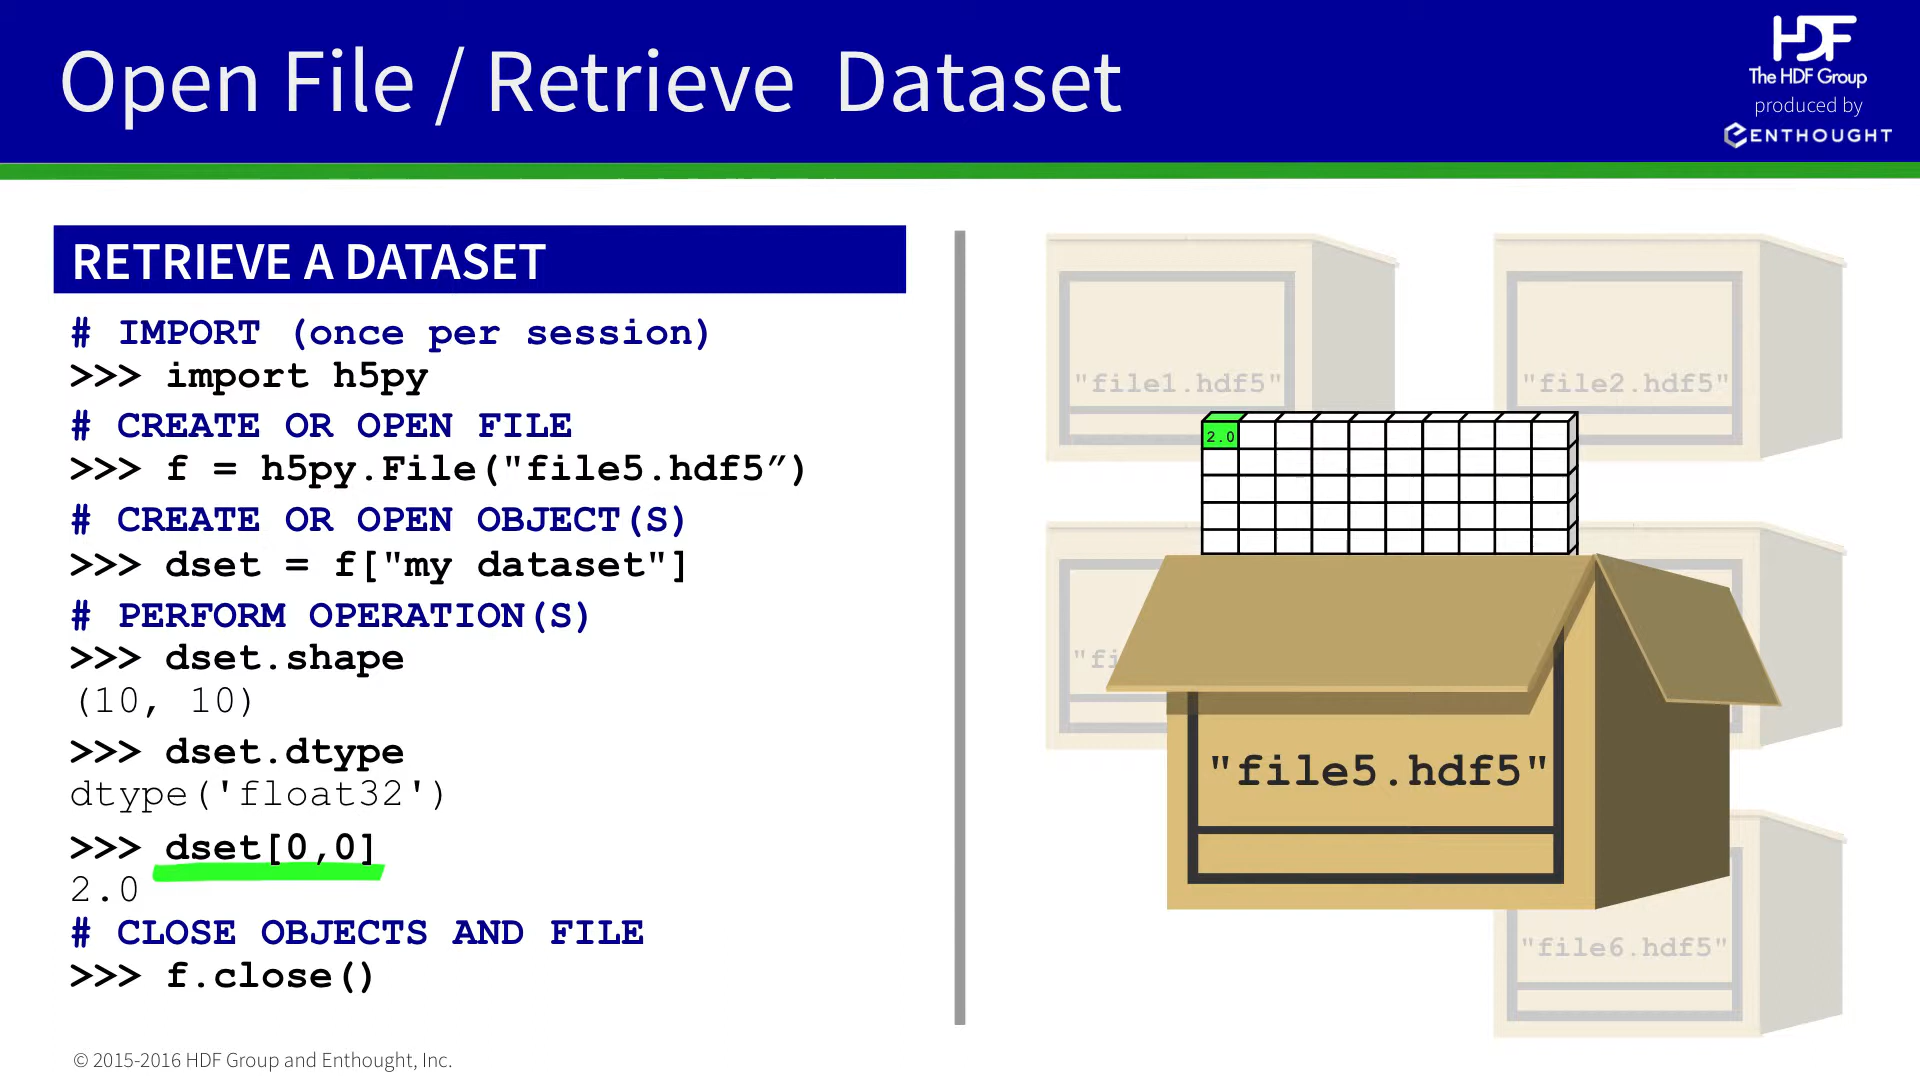 Open File / Retrieve  Dataset
HDF
The HDF Group
produced by
ENTHOUGHT
RETRIEVE A DATASET
# IMPORT (once per session)
>>> import h5py
# CREATE OR OPEN FILE
>>> f = h5py.File("file5.hdf5”)
# CREATE OR OPEN OBJECT(S)
>>> dset = f["my dataset"]
# PERFORM OPERATION(S)
>>> dset.shape
(10, 10)
>>> dset.dtype
dtype('float32')
>>> dset[0,0]
2.0
# CLOSE OBJECTS AND FILE
>>> f.close()
"file1.hdf5"
"file2.hdf5"
2.0
"fi
"file5.hdf5"
"file6.hdf5"
© 2015-2016 HDF Group and Enthought, Inc.